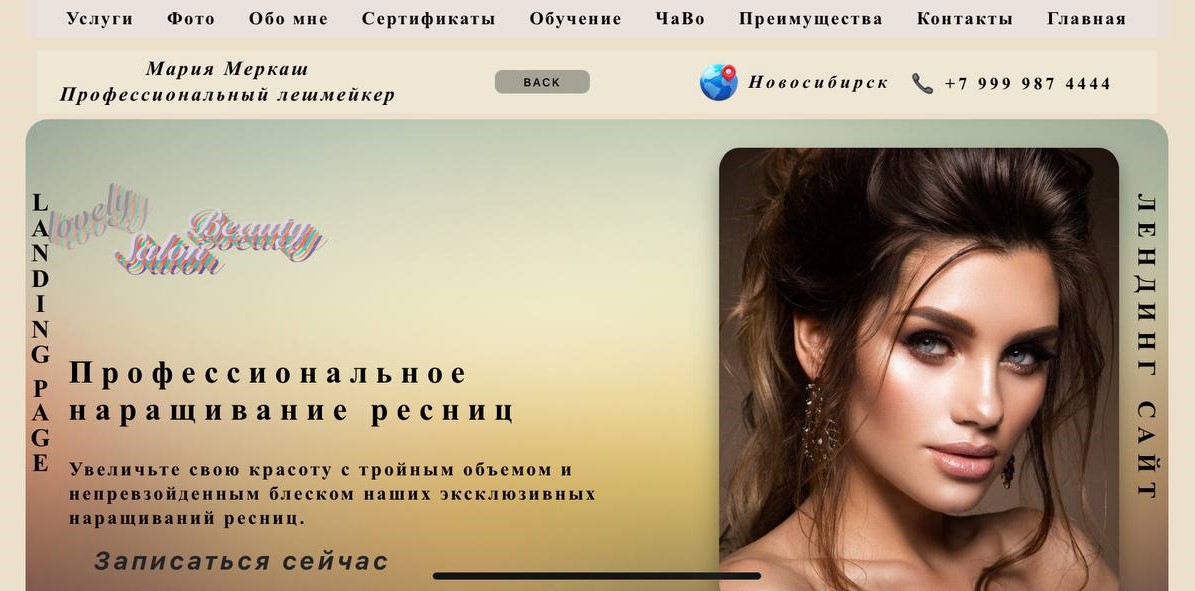 Услуги Фото Обо мне Сертификаты Обучение ЧаВо Преимущества Контакты Главная
Мария Меркаш
Профессиональный лешмейкер
BACK
Новосибирск
+7 999 987 4444
LANDING PAGE
lovely
Beauty
Salon
Профессиональное
наращивание ресниц
Увеличьте свою красоту с тройным объемом и
непревзойденным блеском наших эксклюзивных
наращиваний ресниц.
Записаться сейчас
ЛЕНДИНГ САЙТ